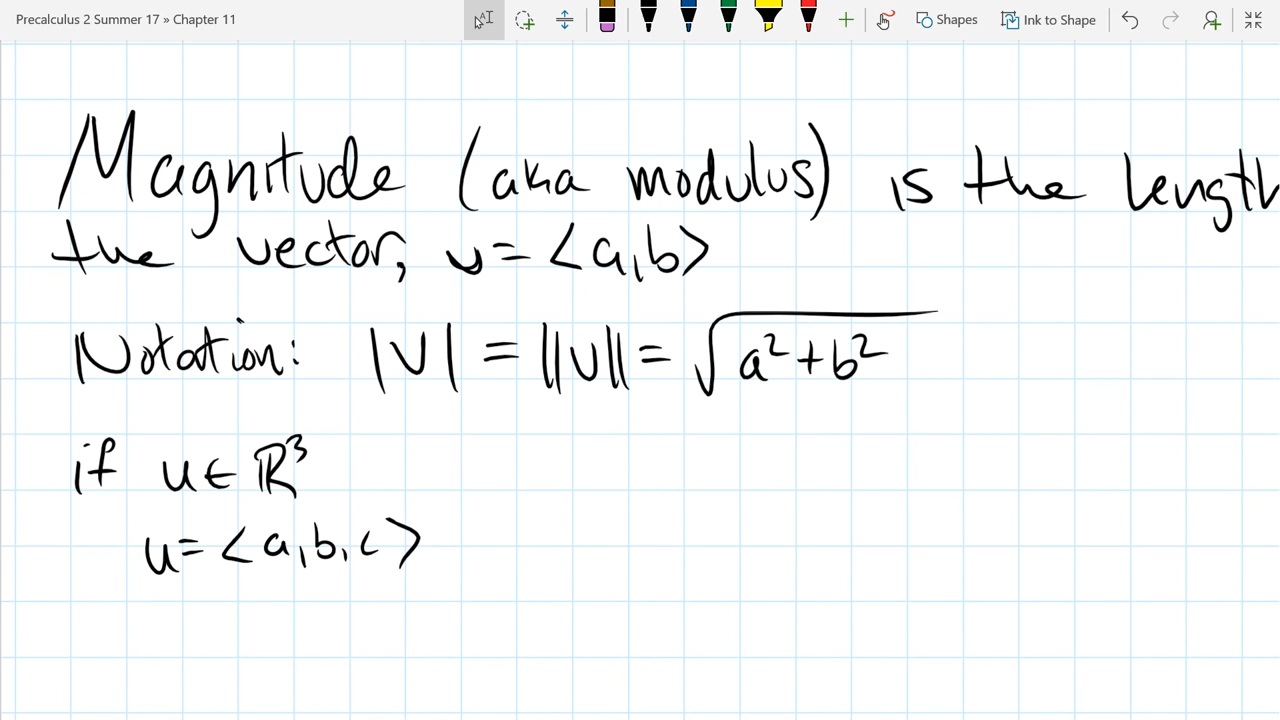 Precalculus 2 Summer 17 » Chapter 11
Shapes
Ink to Shape
Magnitude (aka modulus) is the length
the vector, v = <a,b>
Notation: |V| = ||V|| = √a²+b²
if u ∈ ℝ³
u = <a,b,c>